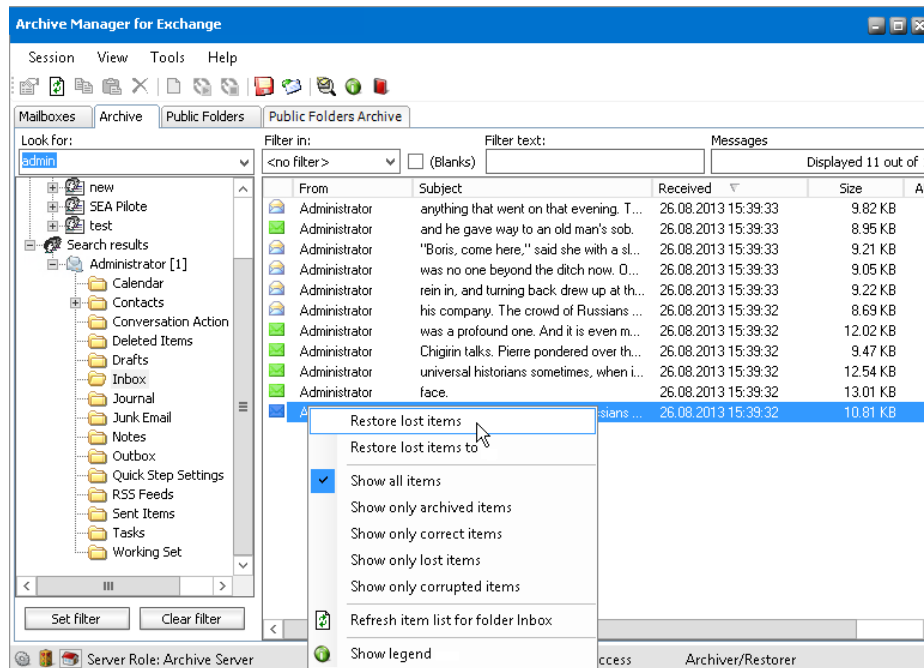 Archive Manager for Exchange
Session View Tools Help
Mailboxes Archive Public Folders Public Folders Archive
Look for: Filter in: Filter text: Messages
admin <no filter> (Blanks) Displayed 11 out of
new
SEA Pilote
test
Search results
Administrator [1]
Calendar
Contacts
Conversation Action
Deleted Items
Drafts
Inbox
Journal
Junk Email
Notes
Outbox
Quick Step Settings
RSS Feeds
Sent Items
Tasks
Working Set
Set filter Clear filter
From Subject Received Size A
Administrator anything that went on that evening. T... 26.08.2013 15:39:33 9.82 KB
Administrator and he gave way to an old man's sob. 26.08.2013 15:39:33 8.95 KB
Administrator "Boris, come here," said she with a sl... 26.08.2013 15:39:33 9.21 KB
Administrator was no one beyond the ditch now. O... 26.08.2013 15:39:33 9.05 KB
Administrator rein in, and turning back drew up at th... 26.08.2013 15:39:33 9.22 KB
Administrator his company. The crowd of Russians ... 26.08.2013 15:39:32 8.69 KB
Administrator was a profound one. And it is even m... 26.08.2013 15:39:32 12.02 KB
Administrator Chigirin talks. Pierre pondered over th... 26.08.2013 15:39:32 9.47 KB
Administrator universal historians sometimes, when i... 26.08.2013 15:39:32 12.54 KB
Administrator face. 26.08.2013 15:39:32 13.01 KB
A ssians ... 26.08.2013 15:39:32 10.81 KB
Restore lost items
Restore lost items to
Show all items
Show only archived items
Show only correct items
Show only lost items
Show only corrupted items
Refresh item list for folder Inbox
Show legend
Server Role: Archive Server ccess Archiver/Restorer